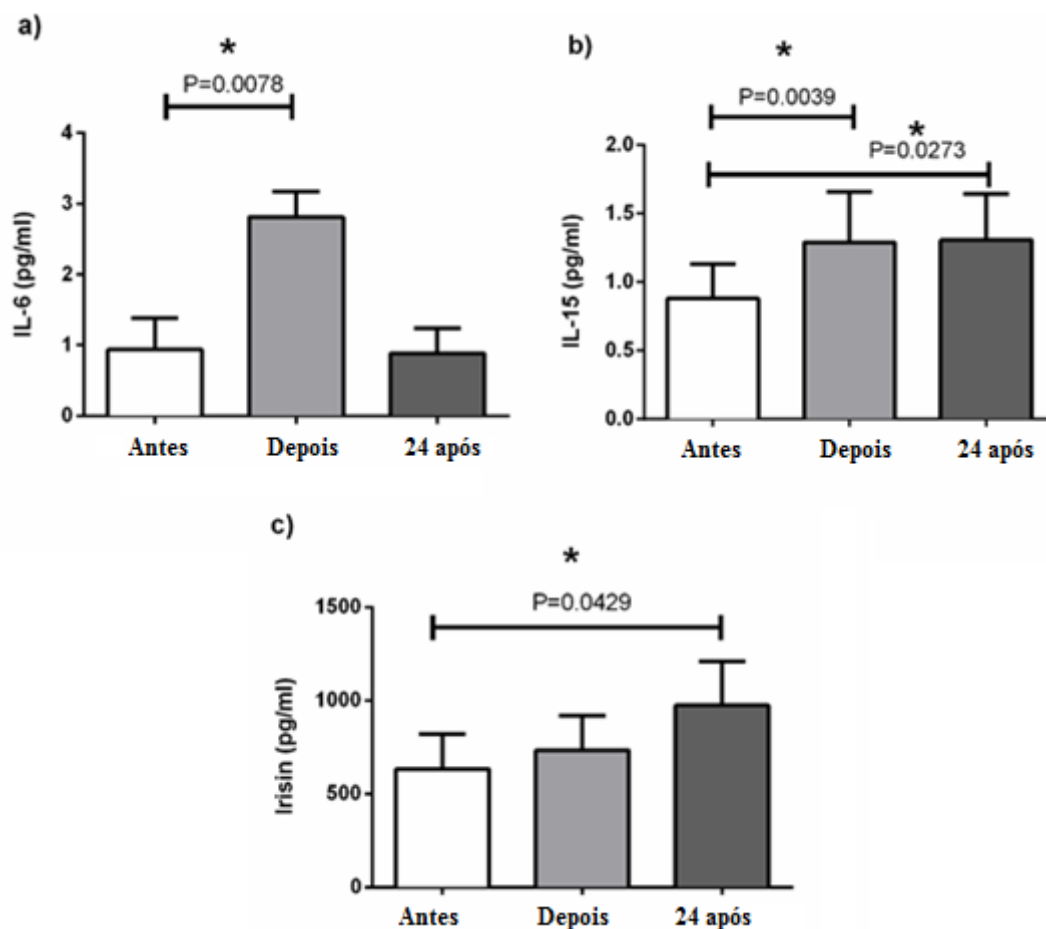 a)
*
P=0.0078
IL-6 (pg/ml)
4
3
2
1
0
Antes Depois 24 após
b)
*
P=0.0039
*
P=0.0273
IL-15 (pg/ml)
2.0
1.5
1.0
0.5
0.0
Antes Depois 24 após
c)
*
P=0.0429
Irisin (pg/ml)
1500
1000
500
0
Antes Depois 24 após